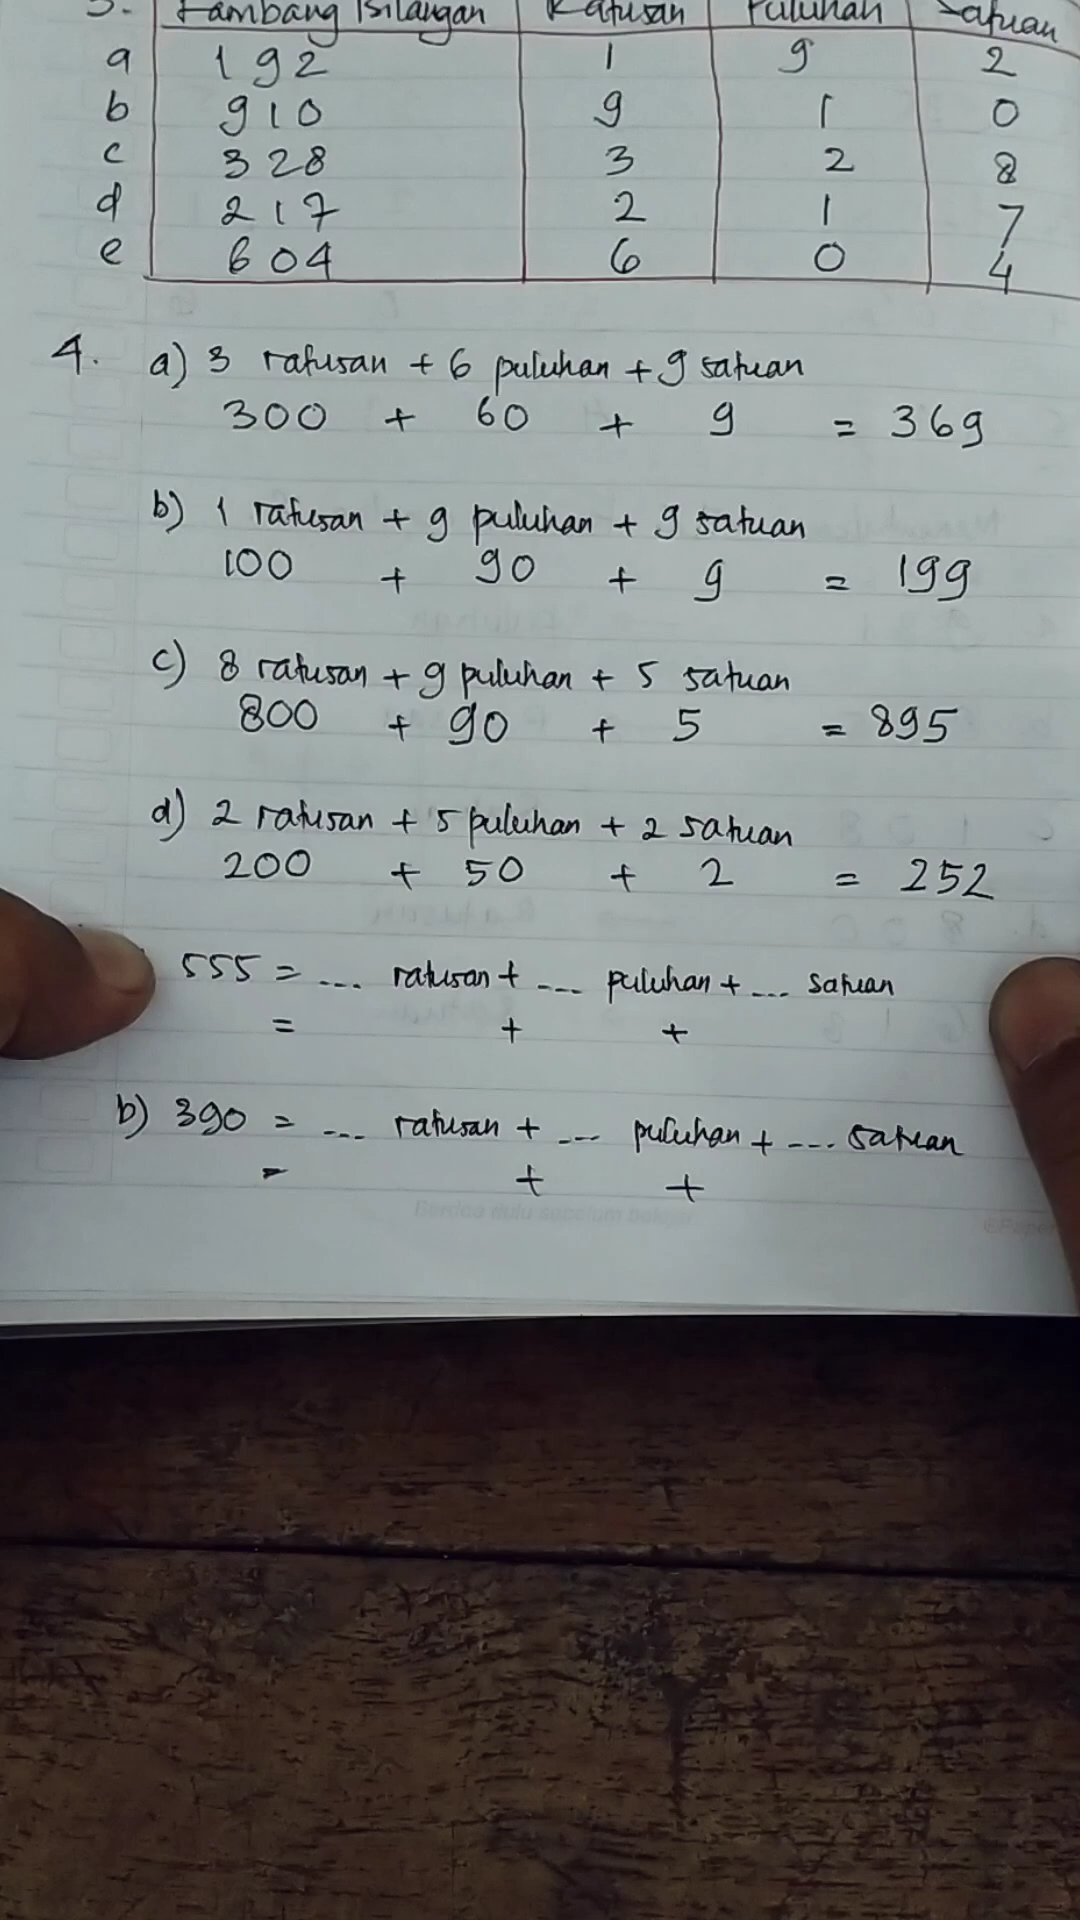 3. Lambang Bilangan Ratusan Puluhan Satuan
a 192 1 9 2
b 910 9 1 0
c 328 3 2 8
d 217 2 1 7
e 604 6 0 4
4. a) 3 ratusan + 6 puluhan + 9 satuan
300 + 60 + 9 = 369
b) 1 ratusan + 9 puluhan + 9 satuan
100 + 90 + 9 = 199
c) 8 ratusan + 9 puluhan + 5 satuan
800 + 90 + 5 = 895
d) 2 ratusan + 5 puluhan + 2 satuan
200 + 50 + 2 = 252
555 = ... ratusan + ... puluhan + ... satuan
= + +
b) 390 = ... ratusan + ... puluhan + ... satuan
= + +